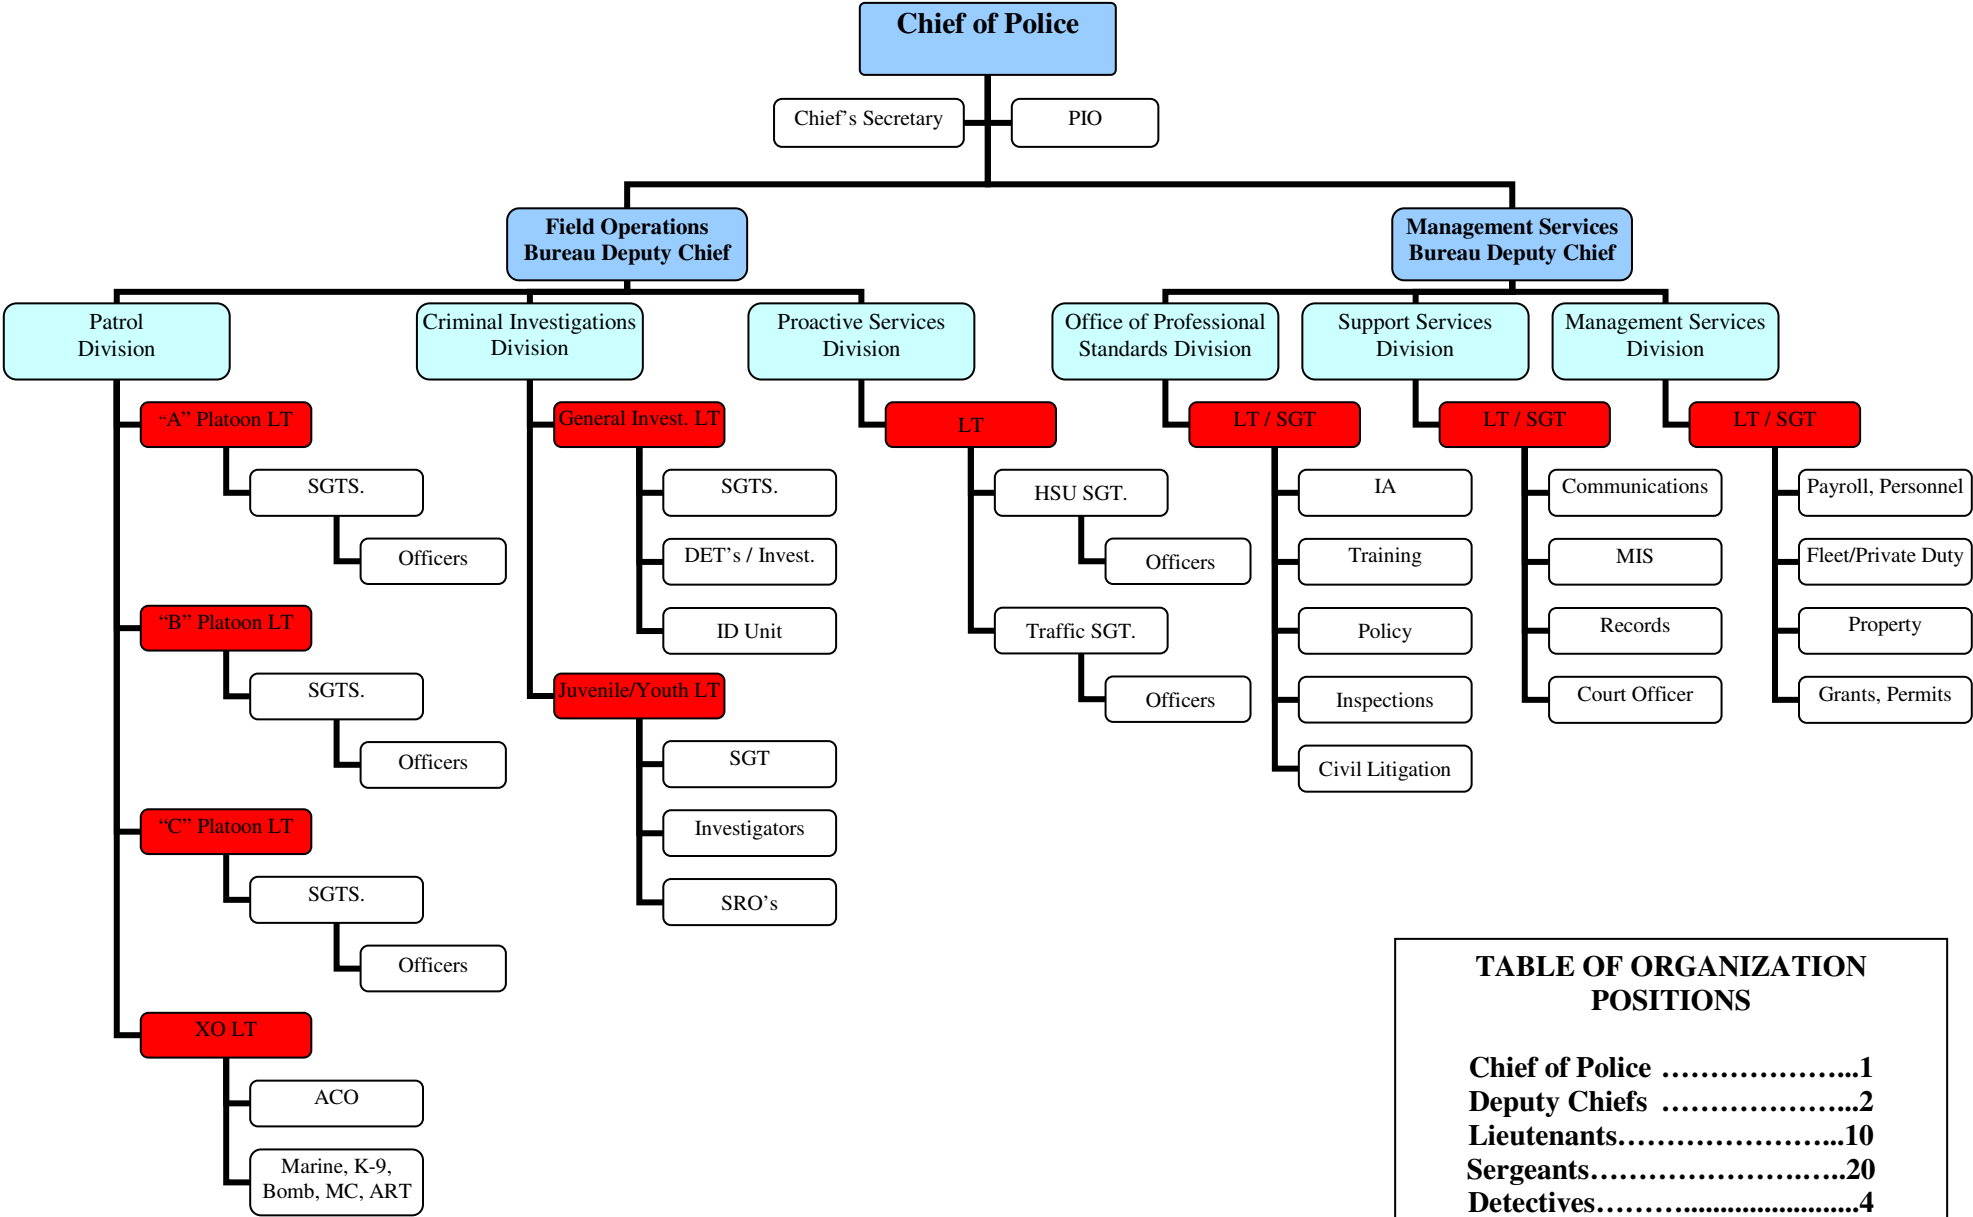 Chief of Police
Chief’s Secretary
PIO
Field Operations
Bureau Deputy Chief
Management Services
Bureau Deputy Chief
Patrol
Division
Criminal Investigations
Division
Proactive Services
Division
Office of Professional
Standards Division
Support Services
Division
Management Services
Division
“A” Platoon LT
SGTS.
Officers
“B” Platoon LT
SGTS.
Officers
“C” Platoon LT
SGTS.
Officers
XO LT
ACO
Marine, K-9,
Bomb, MC, ART
General Invest. LT
SGTS.
DET’s / Invest.
ID Unit
Juvenile/Youth LT
SGT
Investigators
SRO’s
LT
HSU SGT.
Officers
Traffic SGT.
Officers
LT / SGT
IA
Training
Policy
Inspections
Civil Litigation
LT / SGT
Communications
MIS
Records
Court Officer
LT / SGT
Payroll, Personnel
Fleet/Private Duty
Property
Grants, Permits
TABLE OF ORGANIZATION
POSITIONS
Chief of Police ………………...1
Deputy Chiefs ………………...2
Lieutenants…………………...10
Sergeants………………….…..20
Detectives………........................4